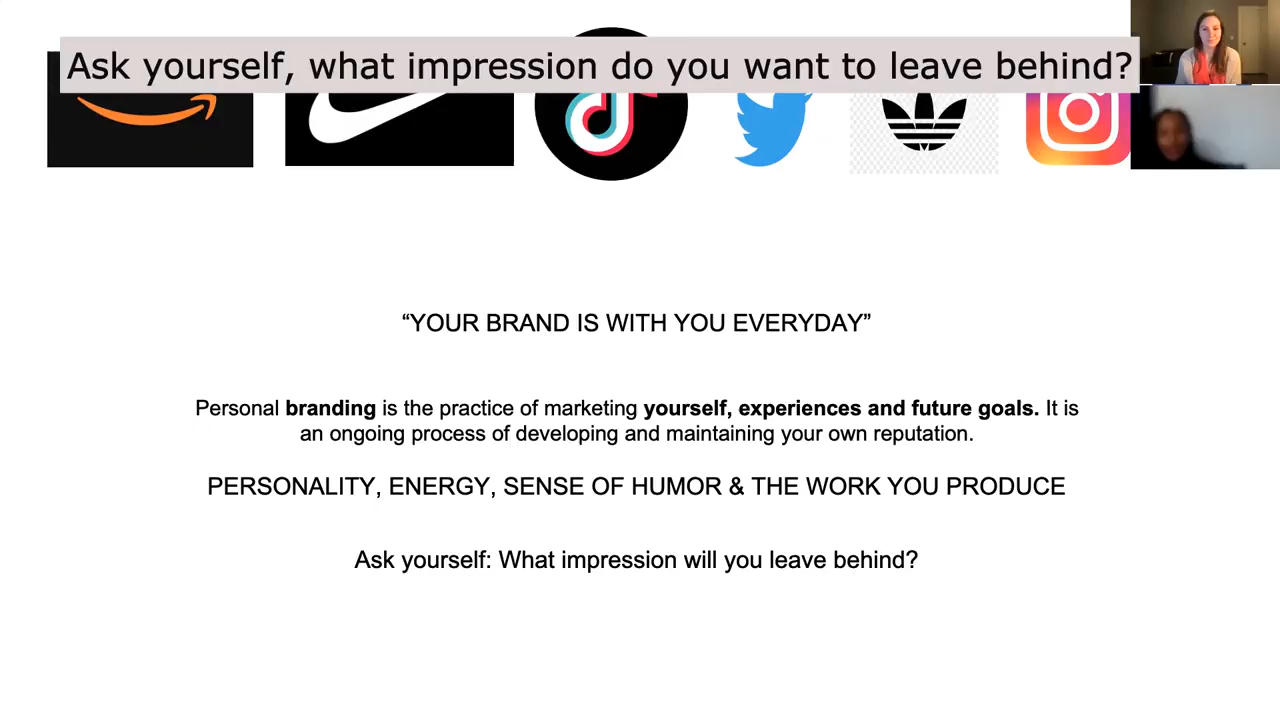 Ask yourself, what impression do you want to leave behind?
“YOUR BRAND IS WITH YOU EVERYDAY”
Personal branding is the practice of marketing yourself, experiences and future goals. It is
an ongoing process of developing and maintaining your own reputation.
PERSONALITY, ENERGY, SENSE OF HUMOR & THE WORK YOU PRODUCE
Ask yourself: What impression will you leave behind?